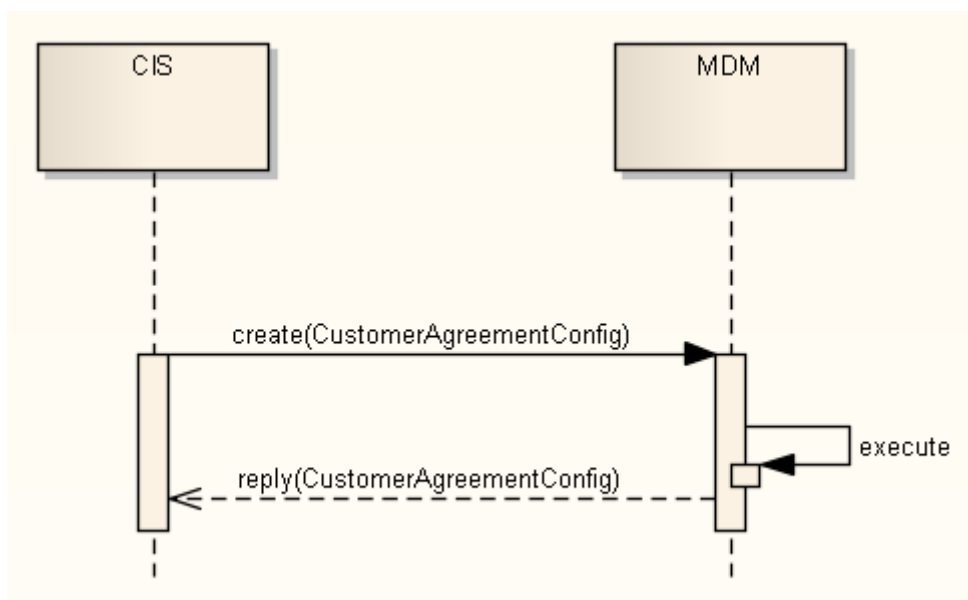 CIS
MDM
create(CustomerAgreementConfig)
execute
reply(CustomerAgreementConfig)